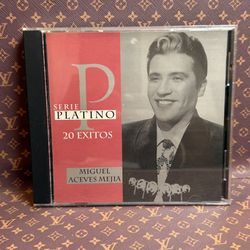 P
SERIE
PLATINO
20 EXITOS
MIGUEL
ACEVES MEJIA